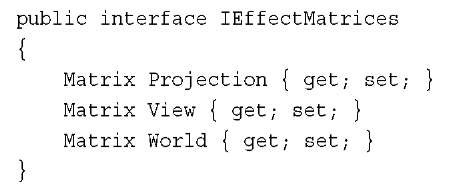 public interface IEffectMatrices
{
    Matrix Projection { get; set; }
    Matrix View { get; set; }
    Matrix World { get; set; }
}